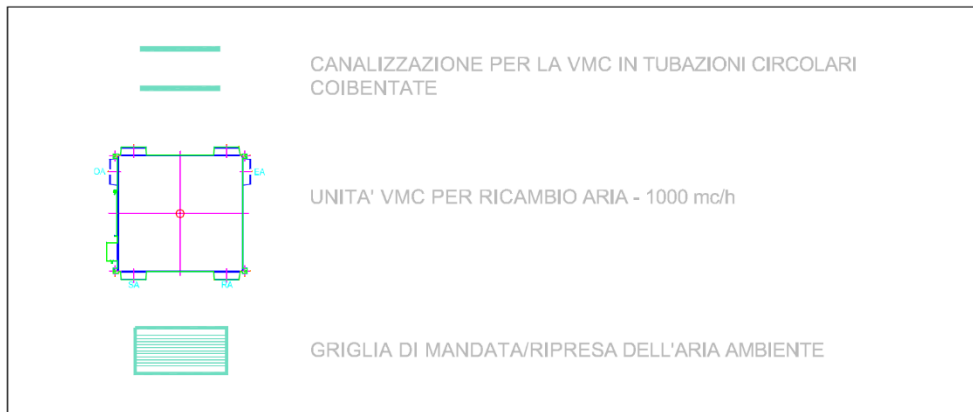 CANALIZZAZIONE PER LA VMC IN TUBAZIONI CIRCOLARI
COIBENTATE
OA
EA
UNITA' VMC PER RICAMBIO ARIA - 1000 mc/h
SA
RA
GRIGLIA DI MANDATA/RIPRESA DELL'ARIA AMBIENTE